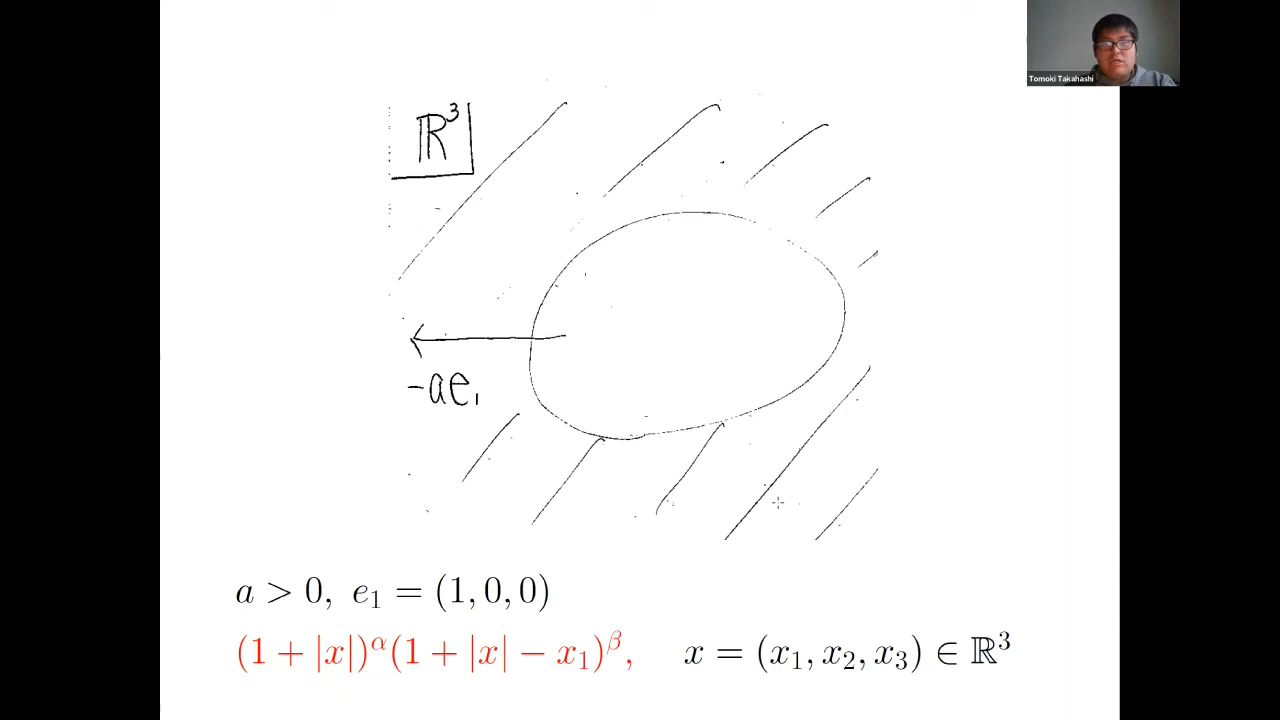 Tomoki Takahashi
ℝ³
-ae₁
a > 0, e₁ = (1, 0, 0)
(1 + |x|)^α(1 + |x| − x₁)^β, x = (x₁, x₂, x₃) ∈ ℝ³